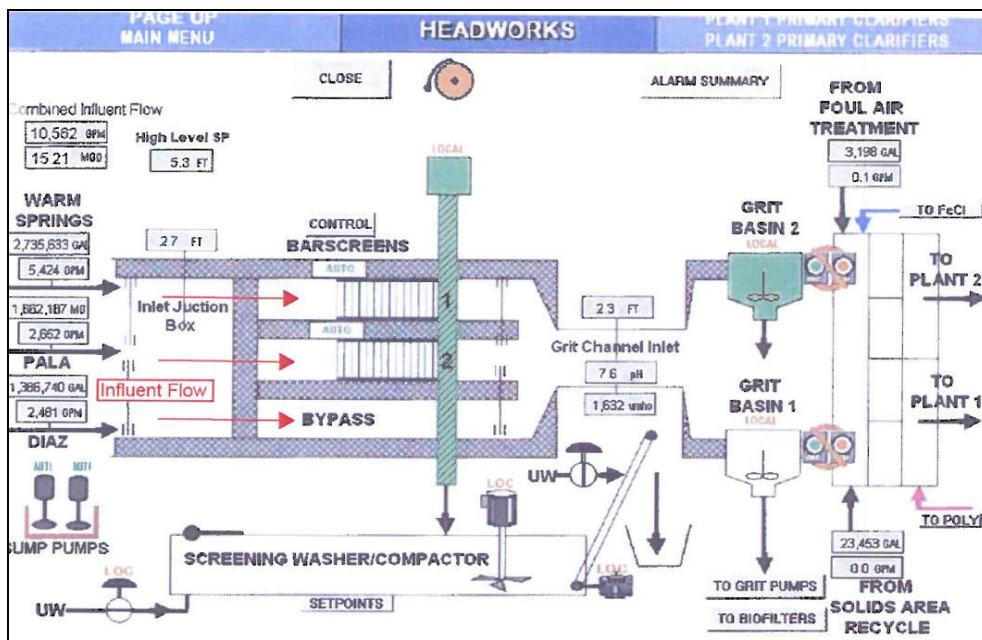 PAGE UP
MAIN MENU
HEADWORKS
PLANT 1 PRIMARY CLARIFIERS
PLANT 2 PRIMARY CLARIFIERS
CLOSE
ALARM SUMMARY
Combined Influent Flow
10,562 GPM
15.21 MGD
High Level SP
5.3 FT
LOCAL
FROM
FOUL AIR
TREATMENT
3,198 GAL
0.1 GPM
WARM
SPRINGS
2,735,633 GAL
5,424 GPM
2.7 FT
CONTROL
BARSCREENS
AUTO
1
GRIT
BASIN 2
LOCAL
TO FeCl
TO
PLANT 2
Inlet Juction
Box
1,682,187 MG
2,662 GPM
PALA
AUTO
2
2.3 FT
Grit Channel Inlet
7.6 pH
1,632 umho
1,386,740 GAL
Influent Flow
2,481 GPM
DIAZ
BYPASS
GRIT
BASIN 1
LOCAL
TO
PLANT 1
AUTO AUTO
SUMP PUMPS
UW
LOC
TO POLY
SCREENING WASHER/COMPACTOR
LOC
LOC
UW
SETPOINTS
TO GRIT PUMPS
TO BIOFILTERS
23,453 GAL
0.0 GPM
FROM
SOLIDS AREA
RECYCLE